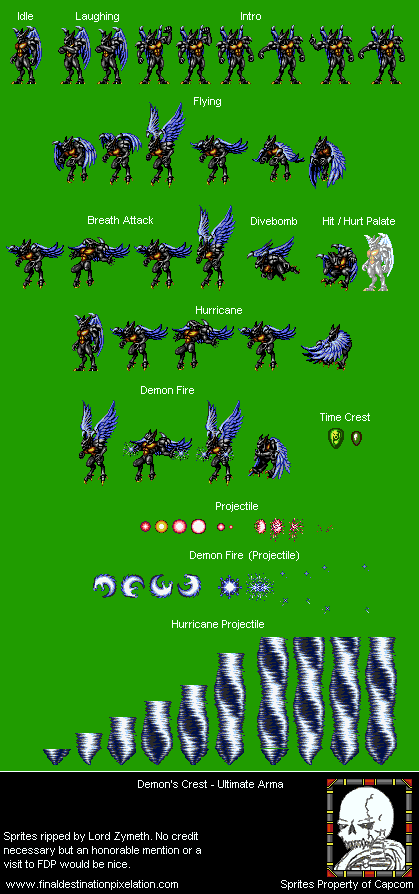 Idle Laughing Intro
Flying
Breath Attack Divebomb Hit / Hurt Palate
Hurricane
Demon Fire
Time Crest
Projectile
Demon Fire (Projectile)
Hurricane Projectile
Demon's Crest - Ultimate Arma
Sprites ripped by Lord Zymeth. No credit
necessary but an honorable mention or a
visit to FDP would be nice.
www.finaldestinationpixelation.com Sprites Property of Capcom